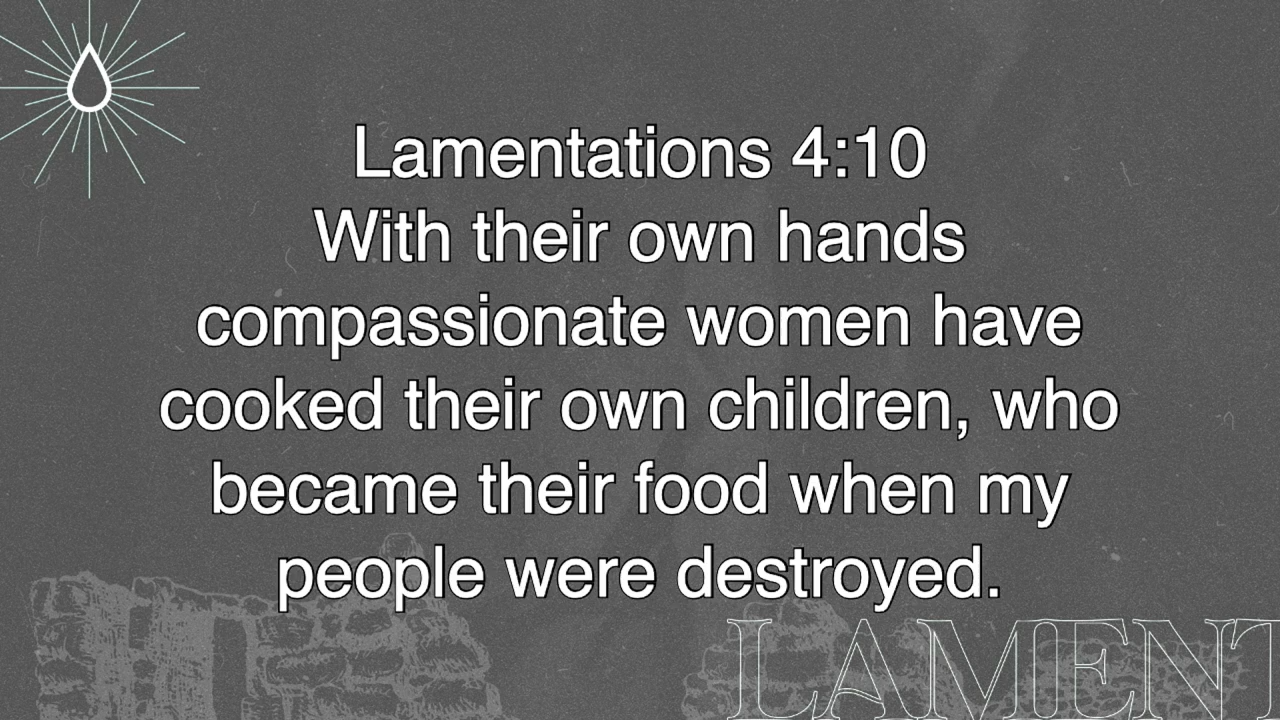 Lamentations 4:10
With their own hands
compassionate women have
cooked their own children, who
became their food when my
people were destroyed.
LAMENT